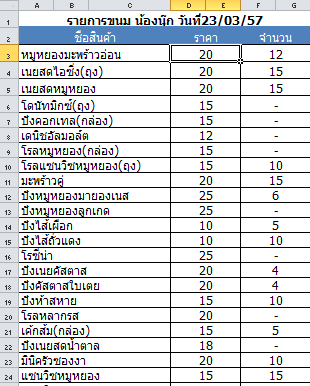 A B C D E F G
1 รายการขนม น้องนุ๊ก วันที่23/03/57
2 ชื่อสินค้า ราคา จำนวน
3 หมูหยองมะพร้าวอ่อน 20 12
4 เนยสดไอซิ่ง(ถุง) 20 15
5 เนยสดหมูหยอง 20 15
6 โดนัทมิกซ์(ถุง) 15 -
7 ปังคอกเทล(กล่อง) 15 -
8 เดนิชอัลมอลต์ 12 -
9 โรลหมูหยอง(กล่อง) 15 -
10 โรลแซนวิชหมูหยอง(ถุง) 15 10
11 มะพร้าวคู่ 20 15
12 ปังหมูหยองมายองเนส 25 6
13 ปังหมูหยองลูกเกด 25 -
14 ปังไส้เผือก 10 5
15 ปังไส้ถั่วแดง 10 10
16 โรซี่น่า 25 -
17 ปังเนยคัสตาส 20 4
18 ปังคัสตาสใบเตย 20 4
19 ปังห้าสหาย 15 10
20 โรลหลากรส 20 -
21 เค้กส้ม(กล่อง) 15 5
22 ปังเนยสดน้ำตาล 18 -
23 มินิครัวซองงา 20 10
24 แซนวิชหมูหยอง 15 15